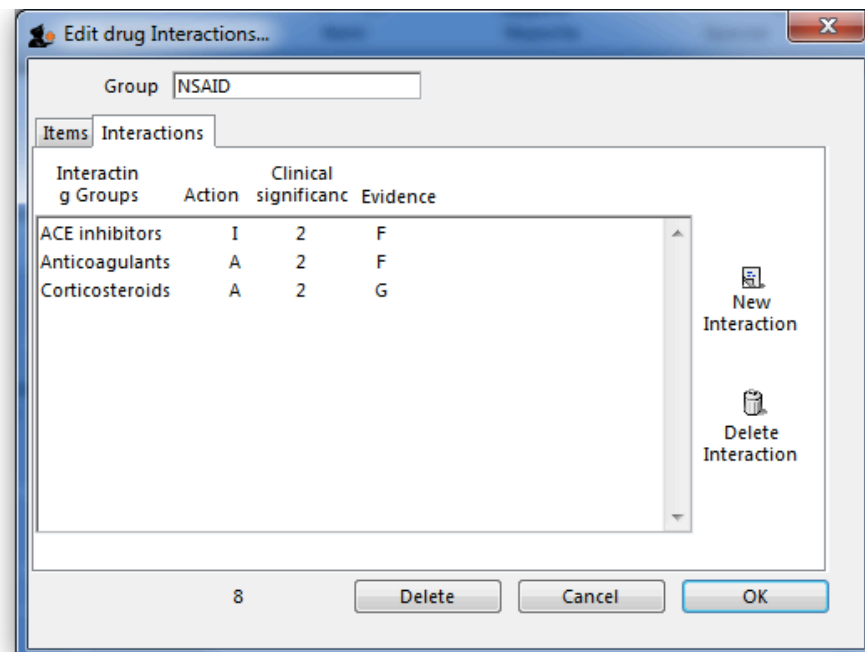 Edit drug Interactions...
Group NSAID
Items Interactions
Interactin Clinical
g Groups Action significanc Evidence
ACE inhibitors I 2 F
Anticoagulants A 2 F
Corticosteroids A 2 G
New
Interaction
Delete
Interaction
8 Delete Cancel OK